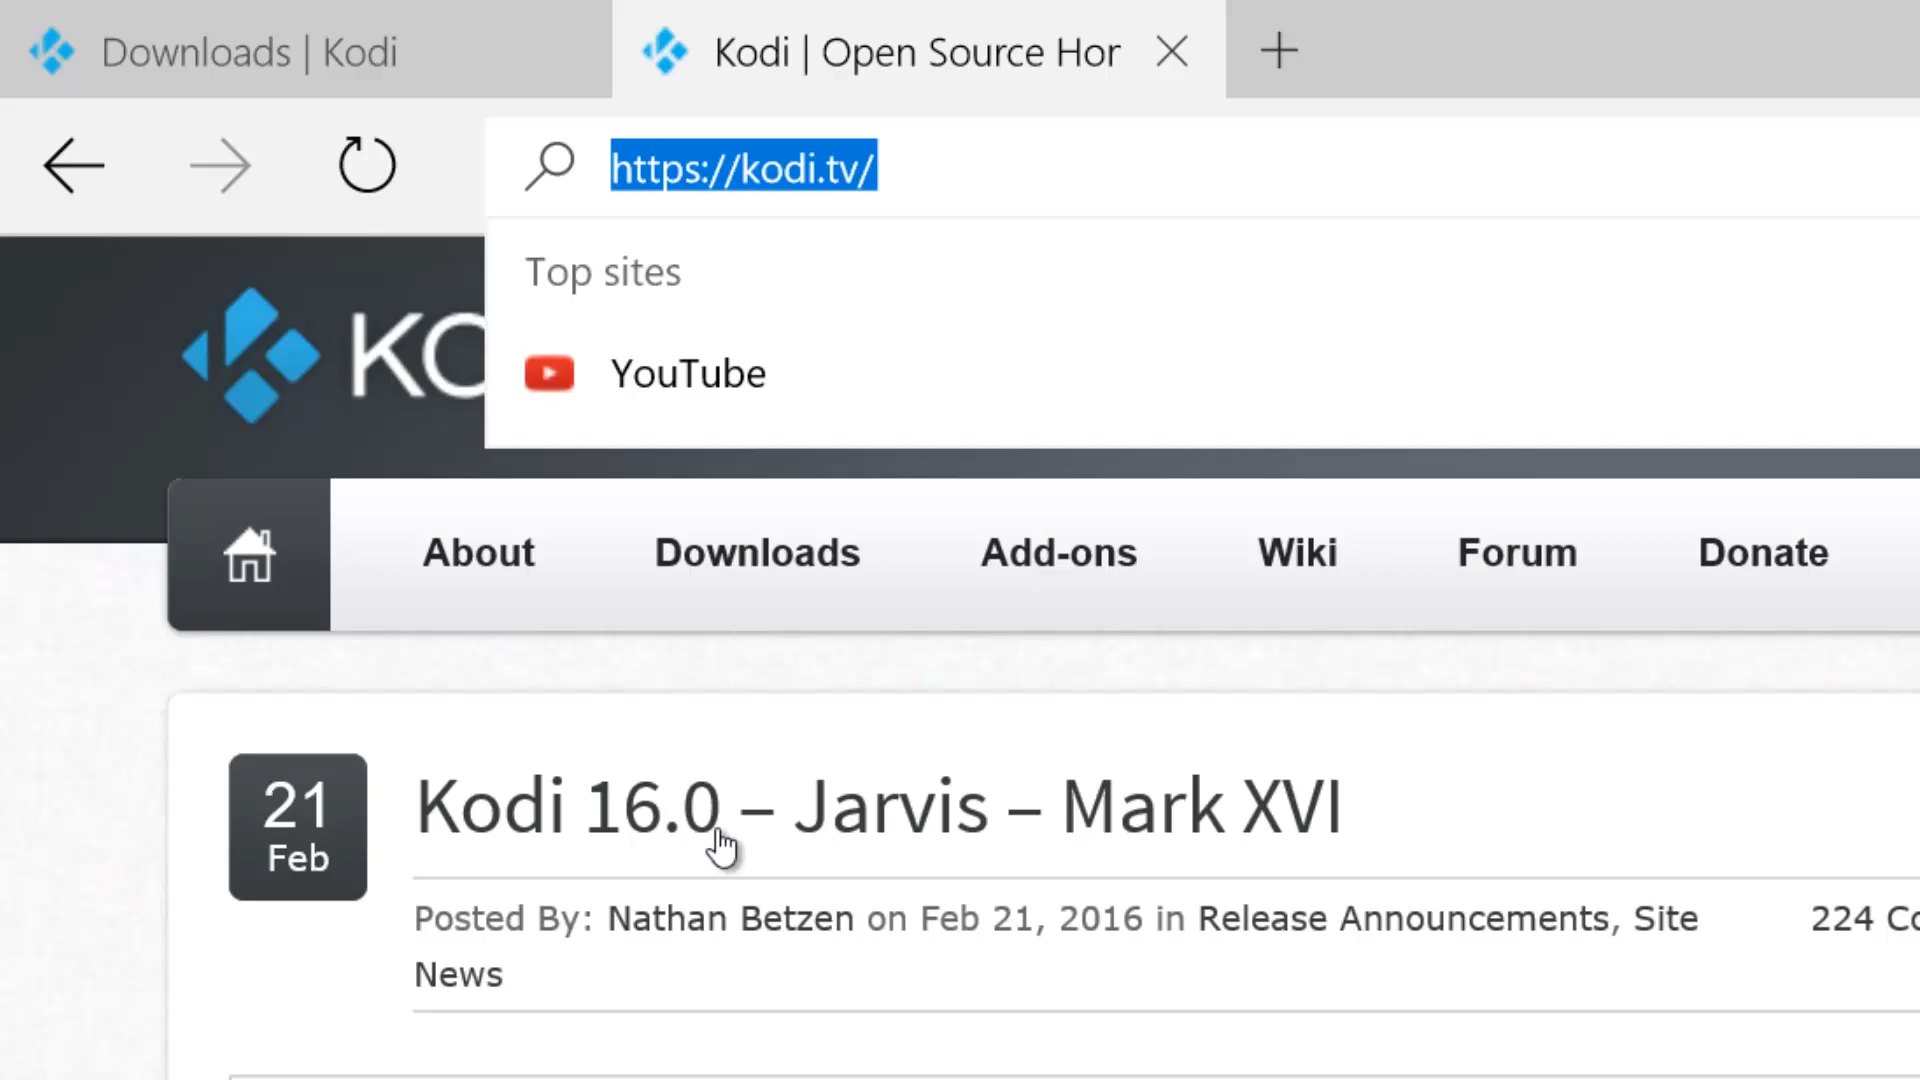 Downloads | Kodi
Kodi | Open Source Hor
https://kodi.tv/
Top sites
YouTube
About Downloads Add-ons Wiki Forum Donate
21
Feb
Kodi 16.0 – Jarvis – Mark XVI
Posted By: Nathan Betzen on Feb 21, 2016 in Release Announcements, Site
News
224